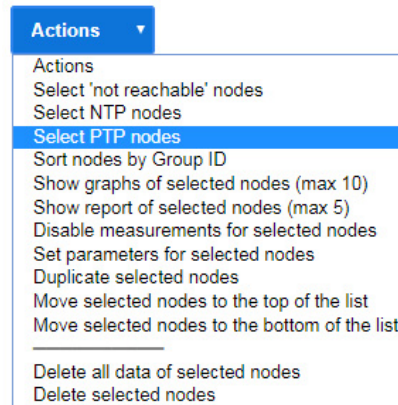 Actions ▼
Actions
Select 'not reachable' nodes
Select NTP nodes
Select PTP nodes
Sort nodes by Group ID
Show graphs of selected nodes (max 10)
Show report of selected nodes (max 5)
Disable measurements for selected nodes
Set parameters for selected nodes
Duplicate selected nodes
Move selected nodes to the top of the list
Move selected nodes to the bottom of the list
Delete all data of selected nodes
Delete selected nodes